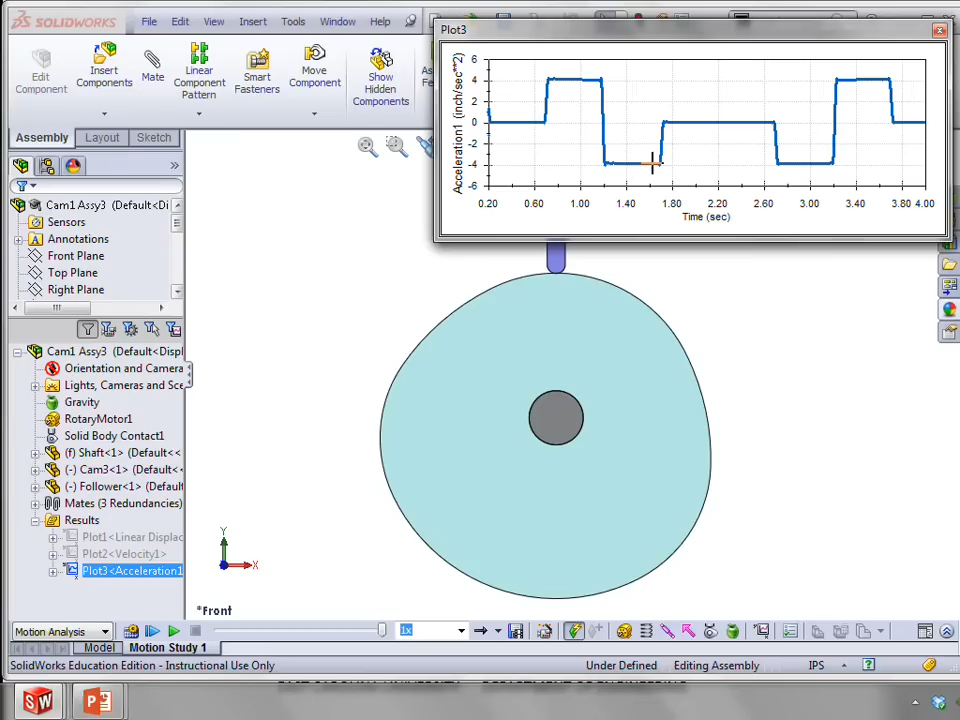 SOLIDWORKS File Edit View Insert Tools Window Help
Plot3
Edit Component
Insert Components
Mate
Linear Component Pattern
Smart Fasteners
Move Component
Show Hidden Components
Assembly Layout Sketch
6
4
2
0
-2
-4
-6
Acceleration1 (inch/sec**2)
0.20 0.60 1.00 1.40 1.80 2.20 2.60 3.00 3.40 3.80 4.00
Time (sec)
Cam1 Assy3 (Default<Di
Sensors
Annotations
Front Plane
Top Plane
Right Plane
Cam1 Assy3 (Default<Displ
Orientation and Camera
Lights, Cameras and Sce
Gravity
RotaryMotor1
Solid Body Contact1
(f) Shaft<1> (Default<<
(-) Cam3<1> (Default<
(-) Follower<1> (Default
Mates (3 Redundancies)
Results
Plot1<Linear Displac
Plot2<Velocity1>
Plot3<Acceleration1
Y
X
*Front
Motion Analysis
1x
Model Motion Study 1
SolidWorks Education Edition - Instructional Use Only
Under Defined Editing Assembly IPS